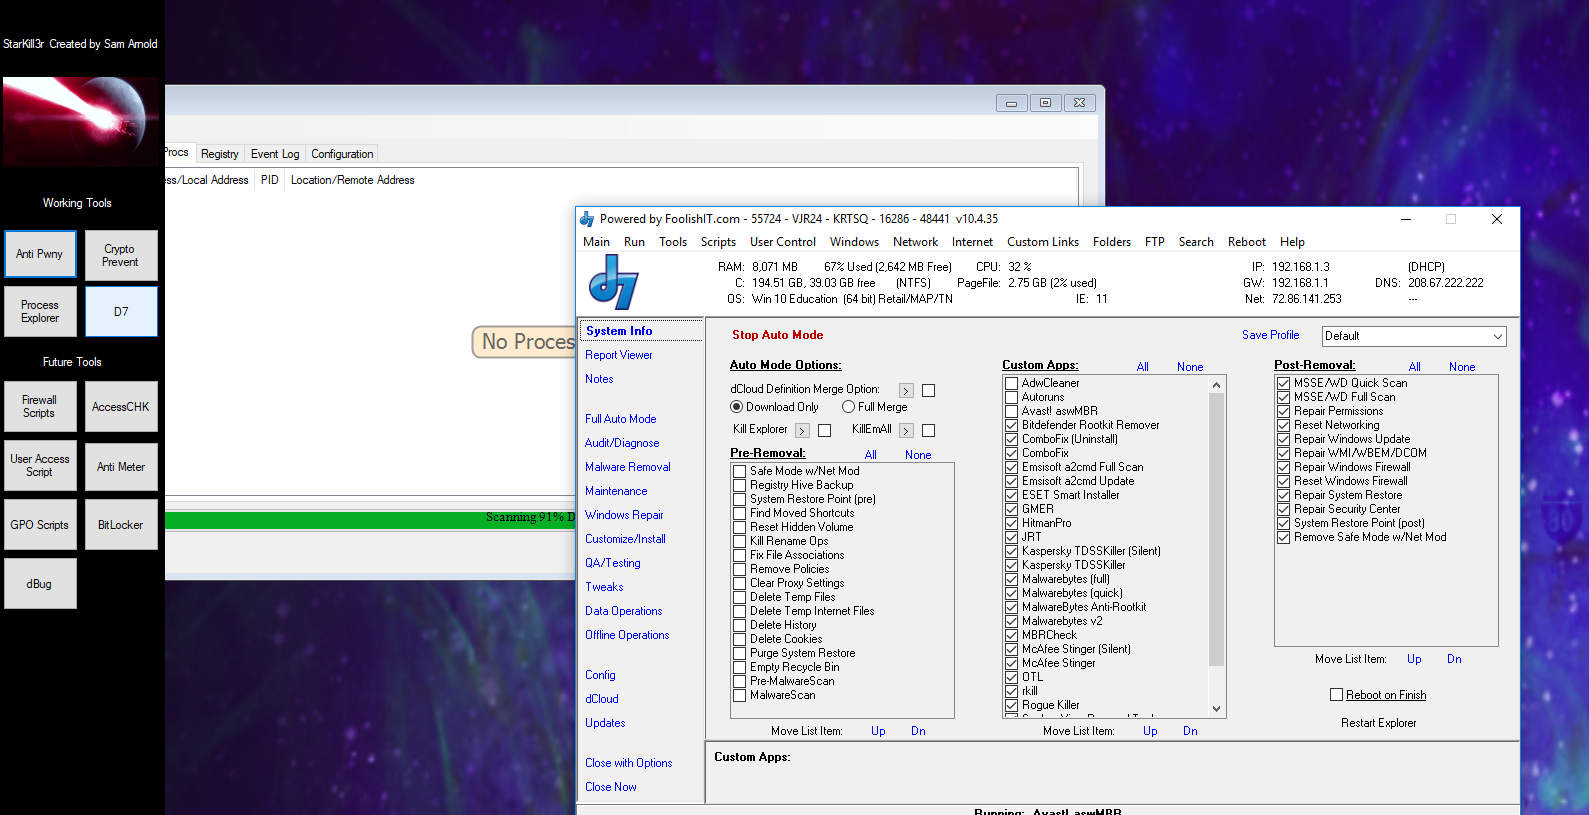 StarKill3r Created by Sam Arnold
Working Tools
Anti Pwny
Crypto Prevent
Process Explorer
D7
Future Tools
Firewall Scripts
AccessCHK
User Access Script
Anti Meter
GPO Scripts
BitLocker
dBug
Procs Registry Event Log Configuration
ss/Local Address PID Location/Remote Address
No Proces
Scanning 91% D
Powered by FoolishIT.com - 55724 - VJR24 - KRTSQ - 16286 - 48441 v10.4.35
Main Run Tools Scripts User Control Windows Network Internet Custom Links Folders FTP Search Reboot Help
d7
RAM: 8,071 MB 67% Used (2,642 MB Free) CPU: 32 % IP: 192.168.1.3 (DHCP)
C: 194.51 GB, 39.03 GB free (NTFS) PageFile: 2.75 GB (2% used) GW: 192.168.1.1 DNS: 208.67.222.222
OS: Win 10 Education (64 bit) Retail/MAP/TN IE: 11 Net: 72.86.141.253 ---
System Info
Report Viewer
Notes
Full Auto Mode
Audit/Diagnose
Malware Removal
Maintenance
Windows Repair
Customize/Install
QA/Testing
Tweaks
Data Operations
Offline Operations
Config
dCloud
Updates
Close with Options
Close Now
Stop Auto Mode
Save Profile Default
Auto Mode Options:
dCloud Definition Merge Option: >
Download Only Full Merge
Kill Explorer > KillEmAll >
Pre-Removal: All None
Safe Mode w/Net Mod
Registry Hive Backup
System Restore Point (pre)
Find Moved Shortcuts
Reset Hidden Volume
Kill Rename Ops
Fix File Associations
Remove Policies
Clear Proxy Settings
Delete Temp Files
Delete Temp Internet Files
Delete History
Delete Cookies
Purge System Restore
Empty Recycle Bin
Pre-MalwareScan
MalwareScan
Move List Item: Up Dn
Custom Apps: All None
AdwCleaner
Autoruns
Avast! aswMBR
Bitdefender Rootkit Remover
ComboFix (Uninstall)
ComboFix
Emsisoft a2cmd Full Scan
Emsisoft a2cmd Update
ESET Smart Installer
GMER
HitmanPro
JRT
Kaspersky TDSSKiller (Silent)
Kaspersky TDSSKiller
Malwarebytes (full)
Malwarebytes (quick)
MalwareBytes Anti-Rootkit
Malwarebytes v2
MBRCheck
McAfee Stinger (Silent)
McAfee Stinger
OTL
rkill
Rogue Killer
Move List Item: Up Dn
Post-Removal: All None
MSSE/WD Quick Scan
MSSE/WD Full Scan
Repair Permissions
Reset Networking
Repair Windows Update
Repair WMI/WBEM/DCOM
Repair Windows Firewall
Reset Windows Firewall
Repair System Restore
Repair Security Center
System Restore Point (post)
Remove Safe Mode w/Net Mod
Move List Item: Up Dn
Reboot on Finish
Restart Explorer
Custom Apps:
Running: Avast! aswMBR